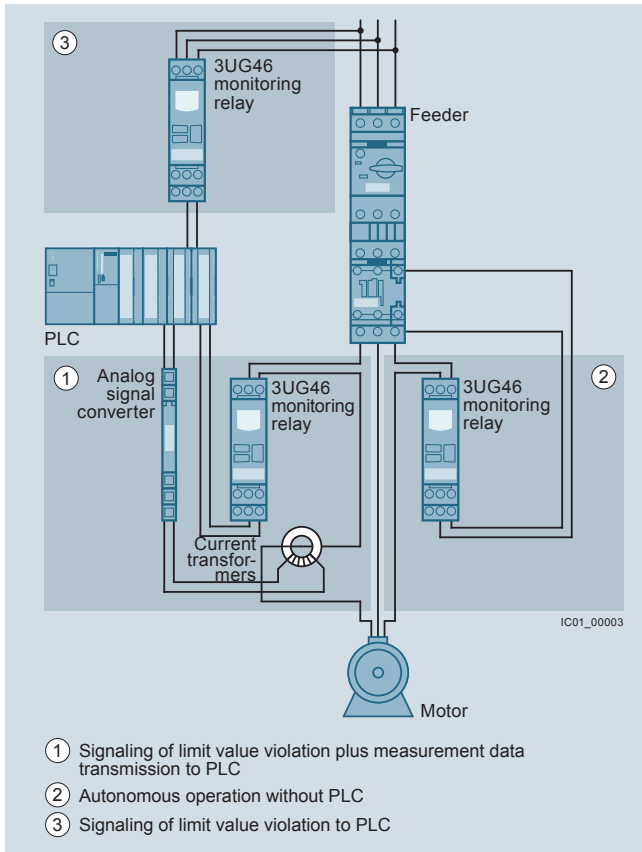 3
3UG46
monitoring
relay
Feeder
PLC
1
Analog
signal
converter
3UG46
monitoring
relay
3UG46
monitoring
relay
2
Current
transfor-
mers
IC01_00003
Motor
1 Signaling of limit value violation plus measurement data
transmission to PLC
2 Autonomous operation without PLC
3 Signaling of limit value violation to PLC